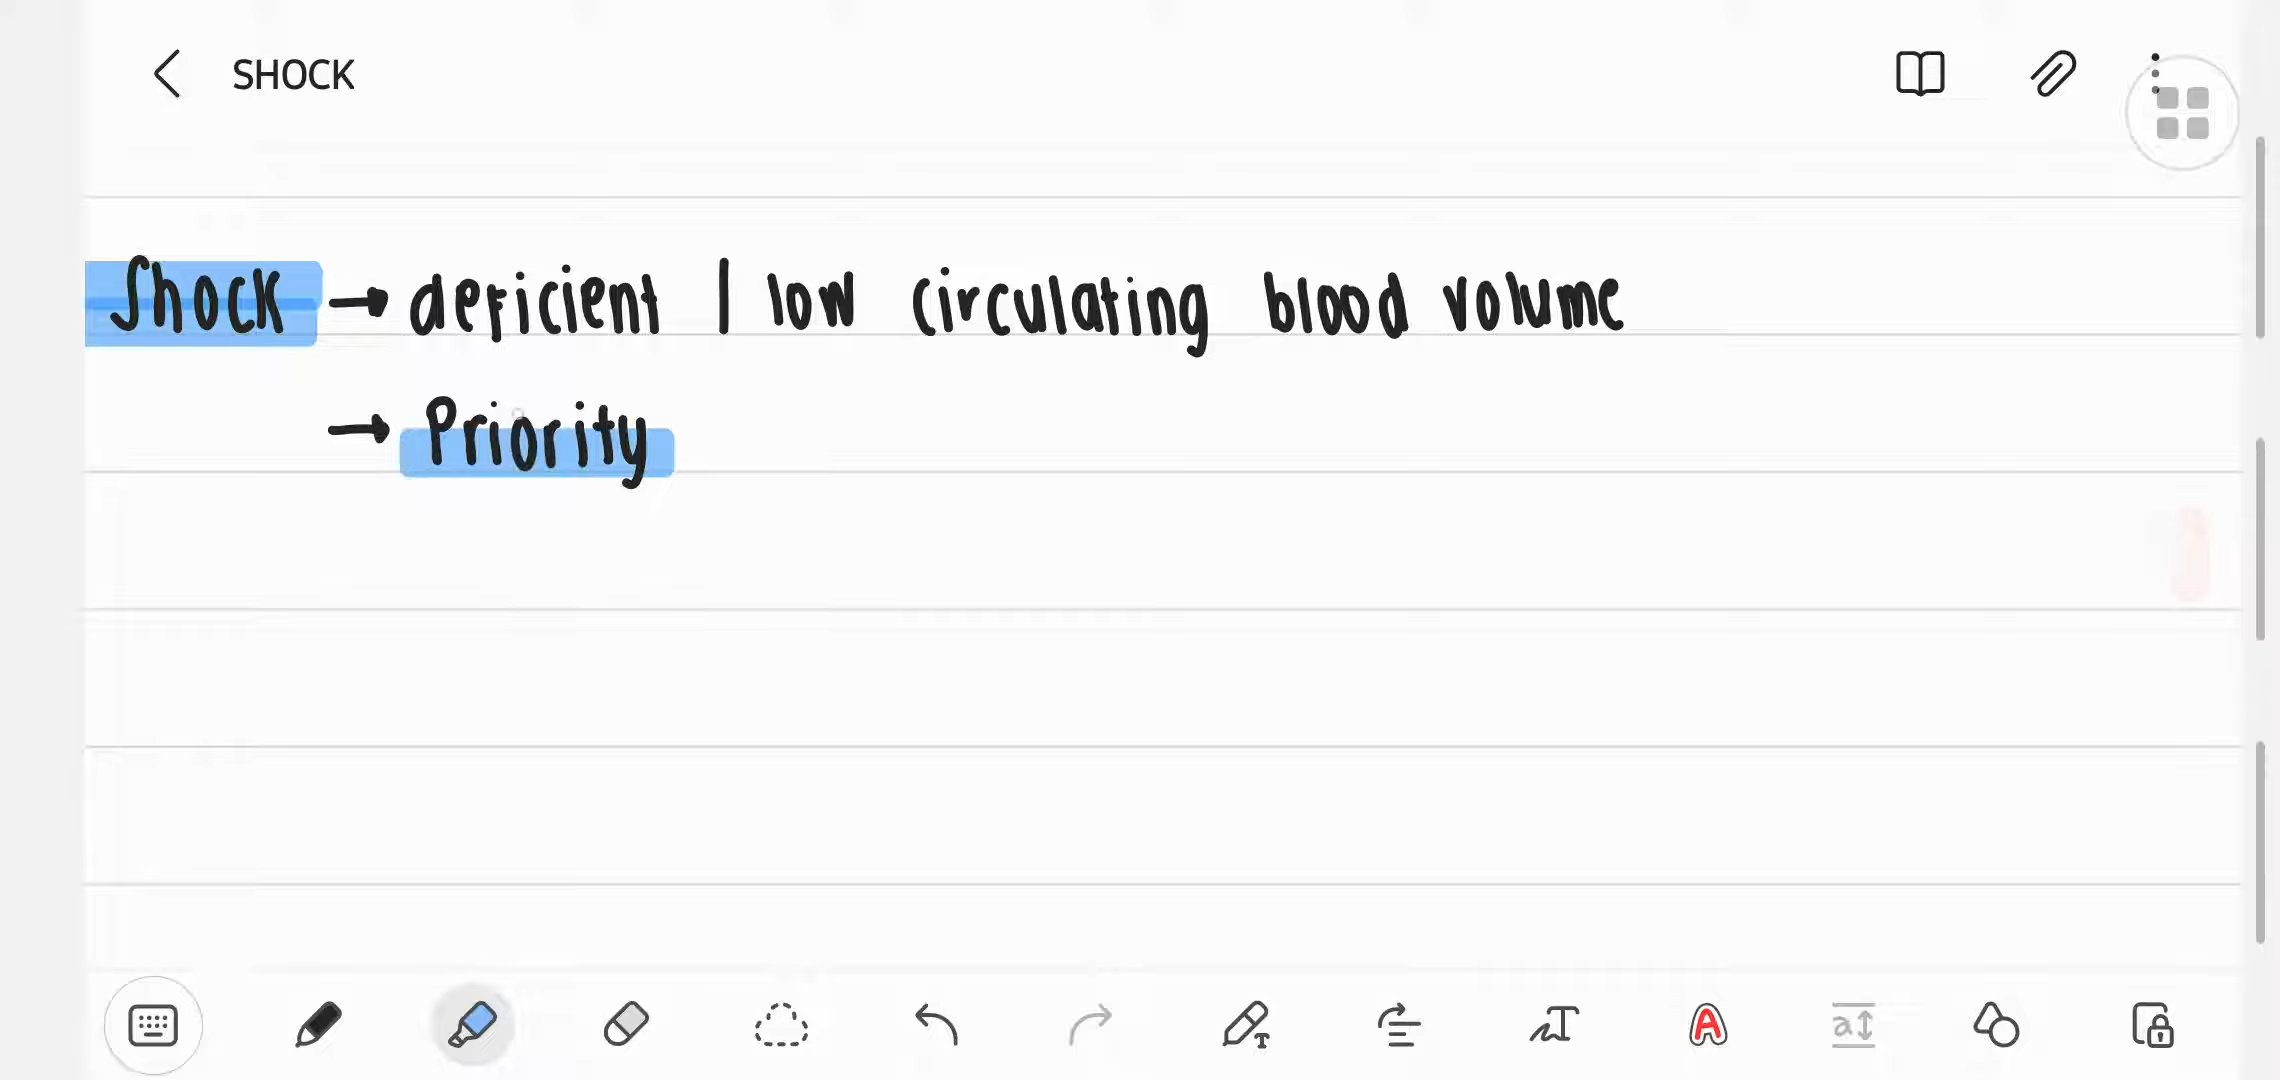 SHOCK
Shock → deficient | low circulating blood volume
→ Priority